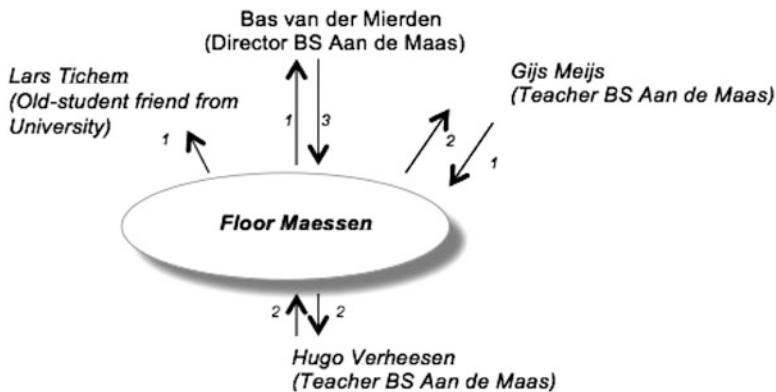 Bas van der Mierden
(Director BS Aan de Maas)
Lars Tichem
(Old-student friend from
University)
Gijs Meijs
(Teacher BS Aan de Maas)
1
1
3
2
1
Floor Maessen
2
2
Hugo Verheesen
(Teacher BS Aan de Maas)